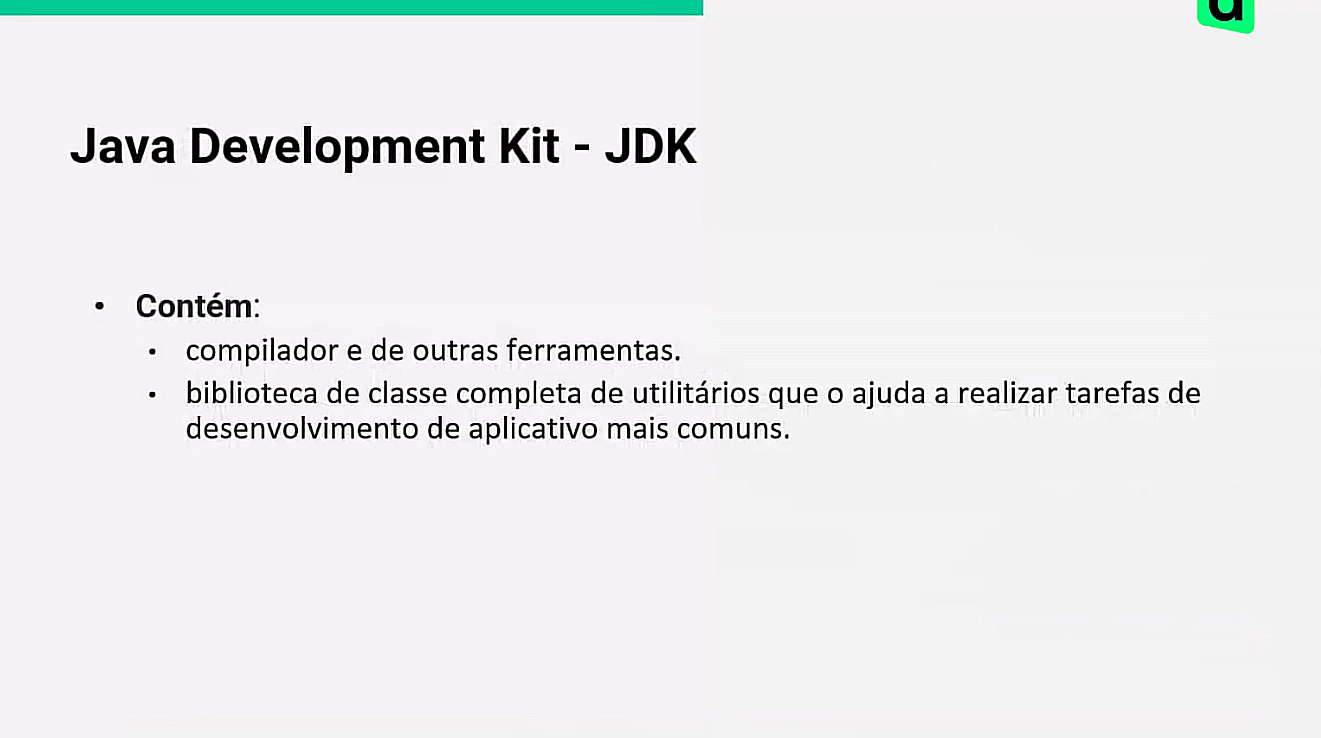 Java Development Kit - JDK
• Contém:
• compilador e de outras ferramentas.
• biblioteca de classe completa de utilitários que o ajuda a realizar tarefas de
desenvolvimento de aplicativo mais comuns.